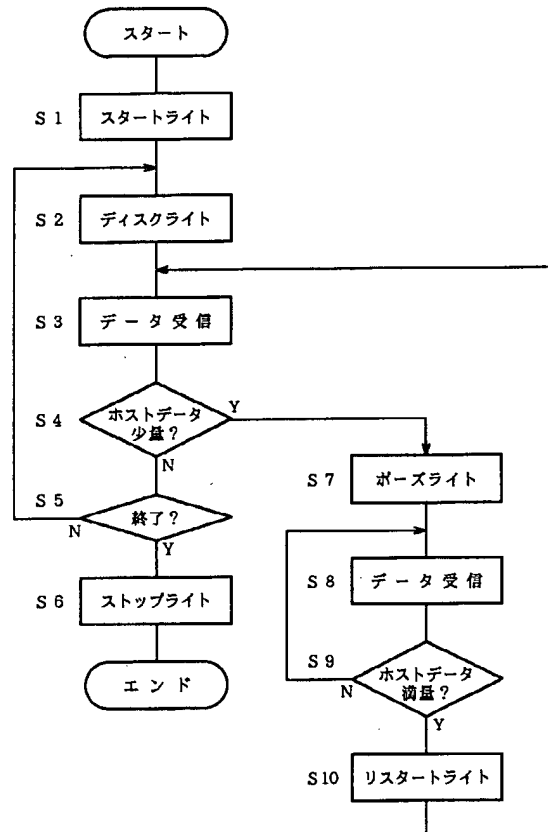 スタート
S1 スタートライト
S2 ディスクライト
S3 データ受信
S4 ホストデータ
少量?
Y
N
S5 終了?
N
Y
S6 ストップライト
エンド
S7 ポーズライト
S8 データ受信
S9 ホストデータ
満量?
N
Y
S10 リスタートライト